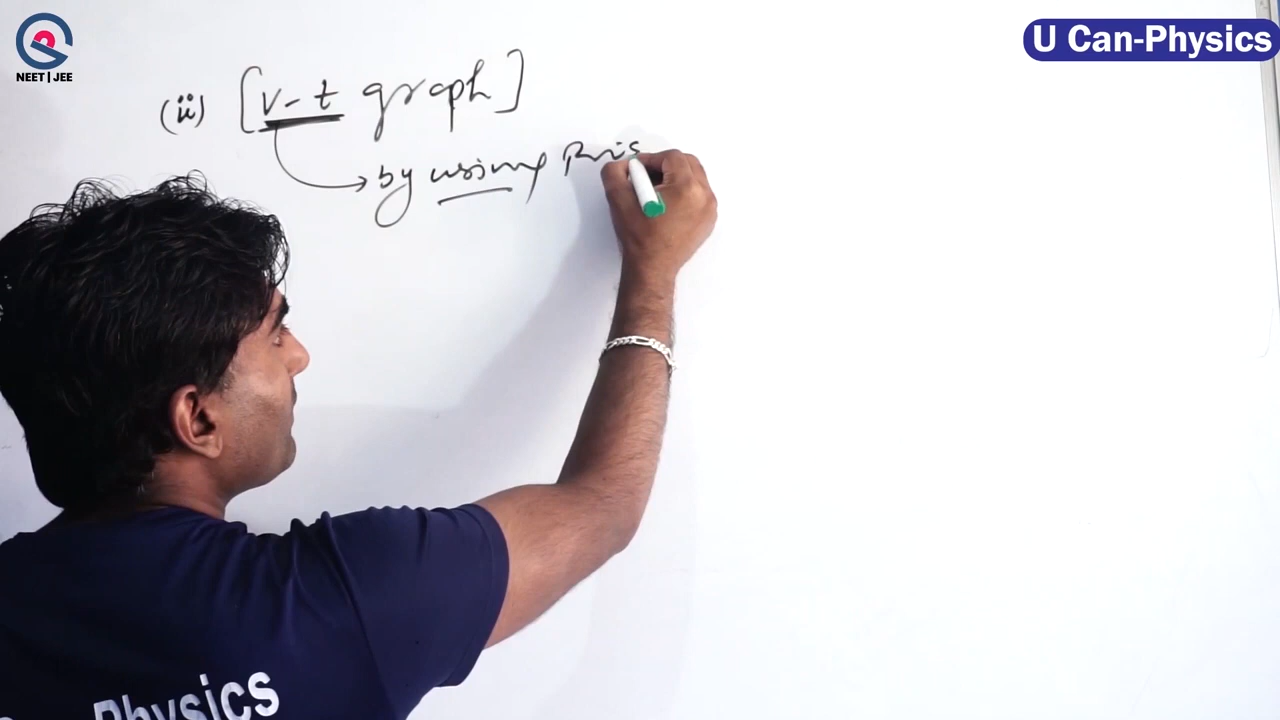 NEET | JEE
U Can-Physics
(ii) [v-t graph]
by using
Physics